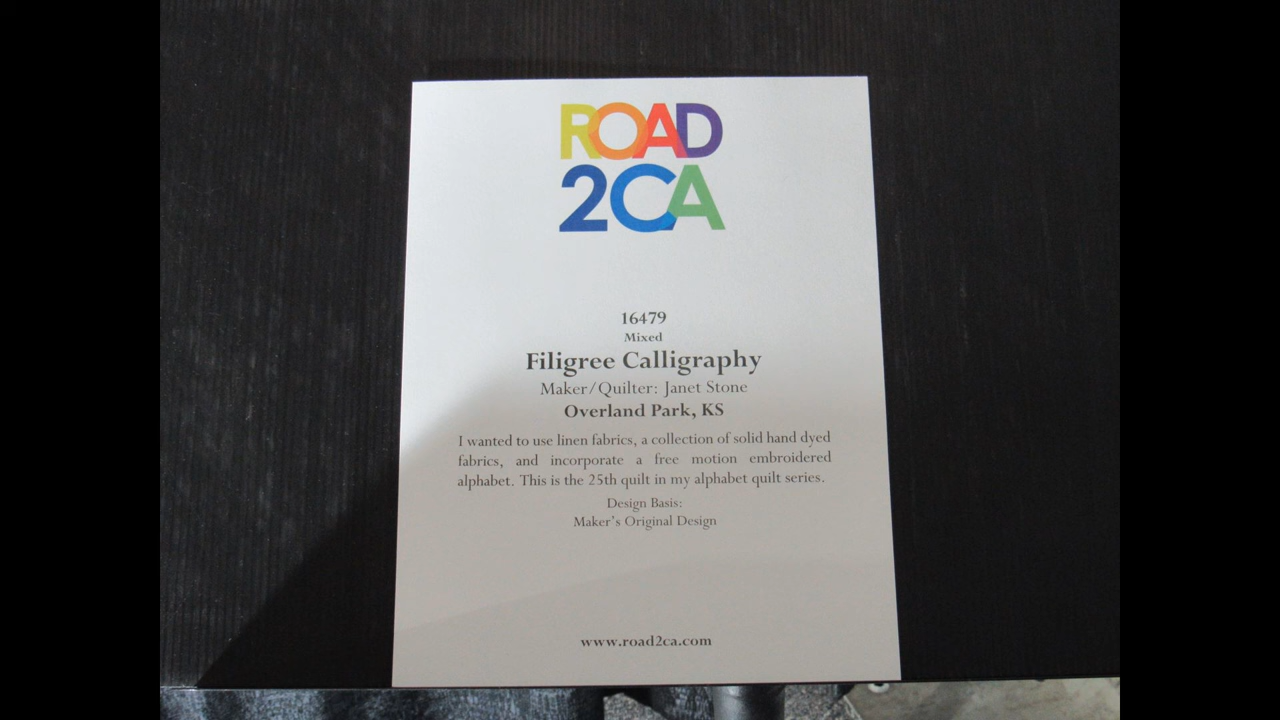 ROAD
2CA
16479
Mixed
Filigree Calligraphy
Maker/Quilter: Janet Stone
Overland Park, KS
I wanted to use linen fabrics, a collection of solid hand dyed
fabrics, and incorporate a free motion embroidered
alphabet. This is the 25th quilt in my alphabet quilt series.
Design Basis:
Maker's Original Design
www.road2ca.com